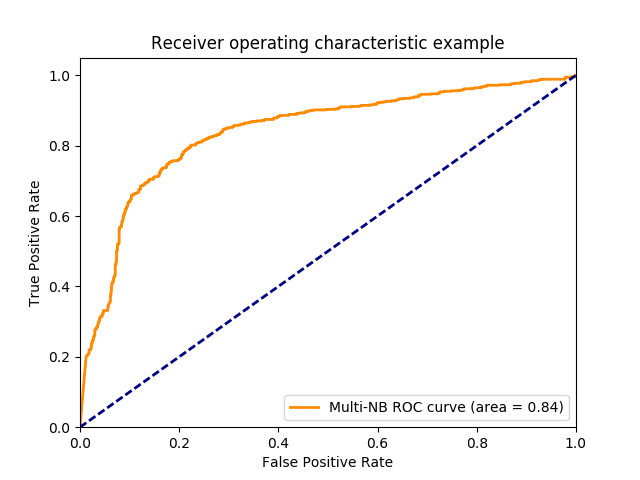 Receiver operating characteristic example
1.0
0.8
0.6
0.4
0.2
0.0
True Positive Rate
Multi-NB ROC curve (area = 0.84)
0.0 0.2 0.4 0.6 0.8 1.0
False Positive Rate